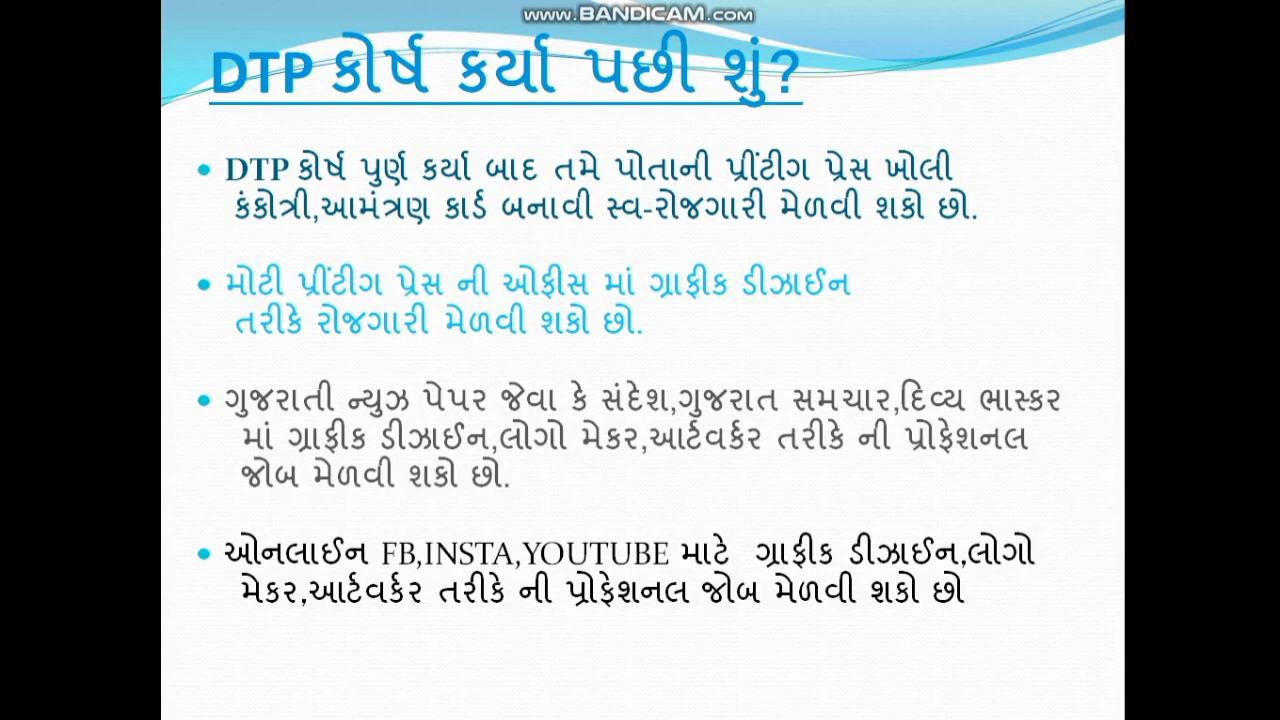 www.BANDICAM.com
DTP કોર્ષ કર્યા પછી શું?
• DTP કોર્ષ પુર્ણ કર્યા બાદ તમે પોતાની પ્રીંટીગ પ્રેસ ખોલી
કંકોત્રી,આમંત્રણ કાર્ડ બનાવી સ્વ-રોજગારી મેળવી શકો છો.
• મોટી પ્રીંટીગ પ્રેસ ની ઓફીસ માં ગ્રાફીક ડીઝાઈન
તરીકે રોજગારી મેળવી શકો છો.
• ગુજરાતી ન્યુઝ પેપર જેવા કે સંદેશ,ગુજરાત સમચાર,દિવ્ય ભાસ્કર
માં ગ્રાફીક ડીઝાઈન,લોગો મેકર,આર્ટવર્કર તરીકે ની પ્રોફેશનલ
જોબ મેળવી શકો છો.
• ઓનલાઈન FB,INSTA,YOUTUBE માટે ગ્રાફીક ડીઝાઈન,લોગો
મેકર,આર્ટવર્કર તરીકે ની પ્રોફેશનલ જોબ મેળવી શકો છો